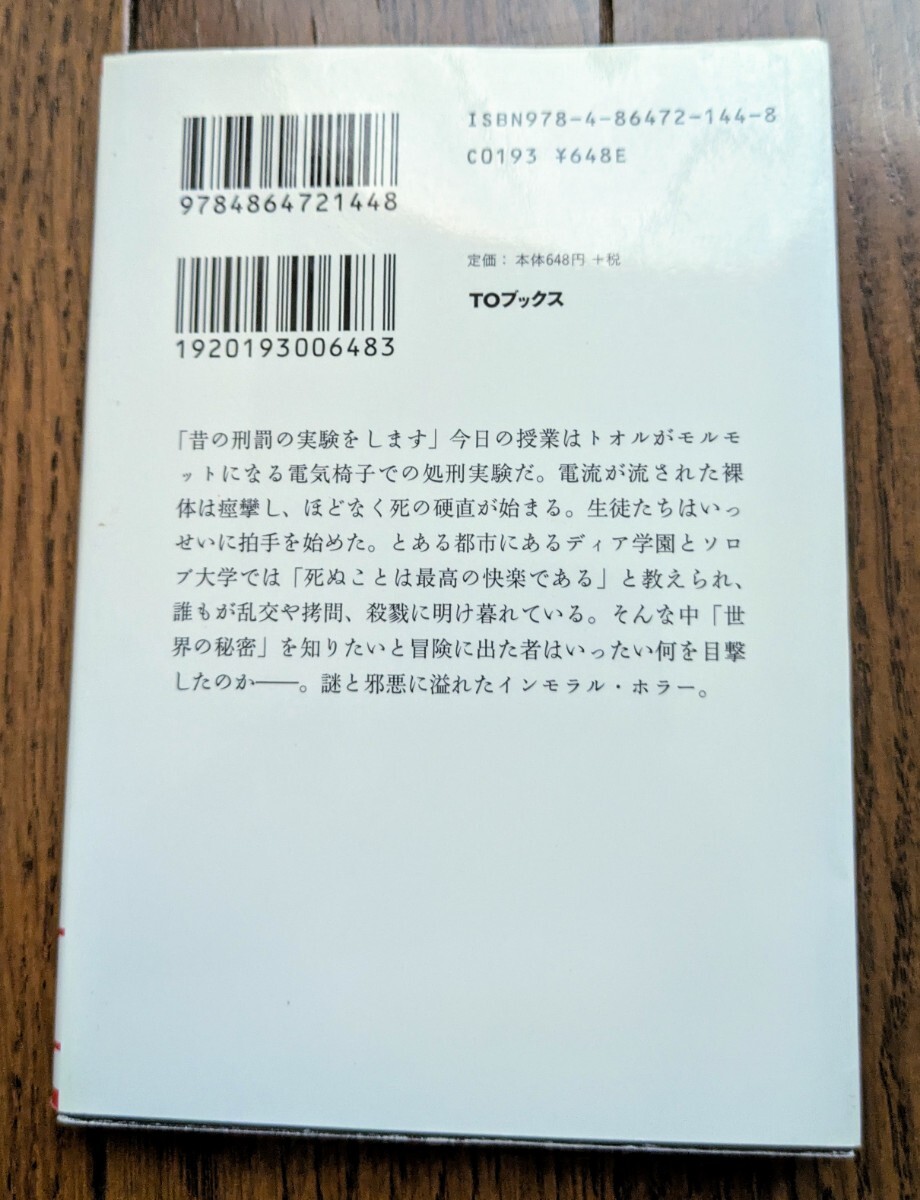 ISBN978-4-86472-144-8
C0193 ¥648E
9784864721448
定価：本体648円 +税
TOブックス
1920193006483
「昔の刑罰の実験をします」今日の授業はトオルがモルモ
ットになる電気椅子での処刑実験だ。電流が流された裸
体は痙攣し、ほどなく死の硬直が始まる。生徒たちはいっ
せいに拍手を始めた。とある都市にあるディア学園とソロ
ブ大学では「死ぬことは最高の快楽である」と教えられ、
誰もが乱交や拷問、殺戮に明け暮れている。そんな中「世
界の秘密」を知りたいと冒険に出た者はいったい何を目撃
したのか――。謎と邪悪に溢れたインモラル・ホラー。